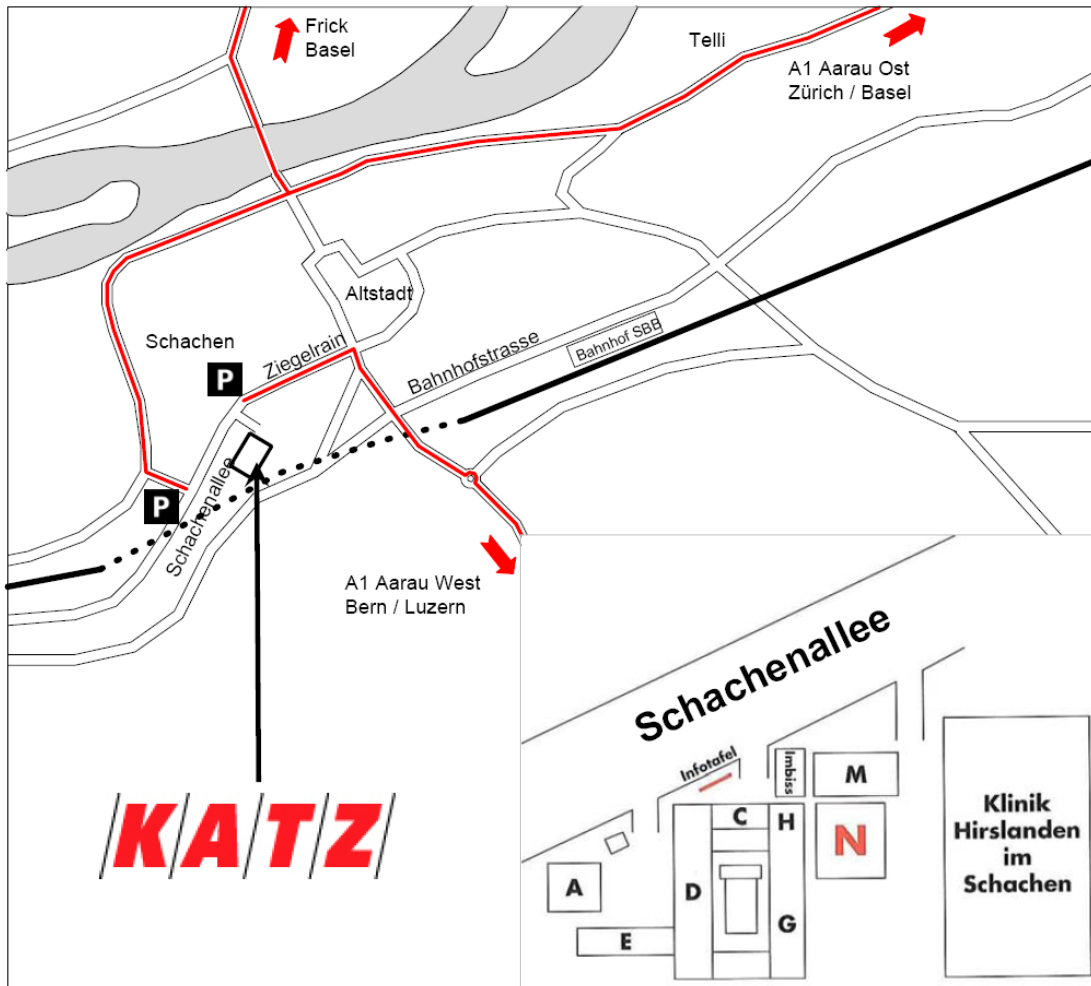 Frick
Basel
Telli
A1 Aarau Ost
Zürich / Basel
Altstadt
Schachen
P
Ziegelrain
Bahnhofstrasse
Bahnhof SBB
P
Schachenallee
A1 Aarau West
Bern / Luzern
KATZ
Schachenallee
Infotafel
Imbiss
M
C
H
N
Klinik
Hirslanden
im
Schachen
A
D
G
E